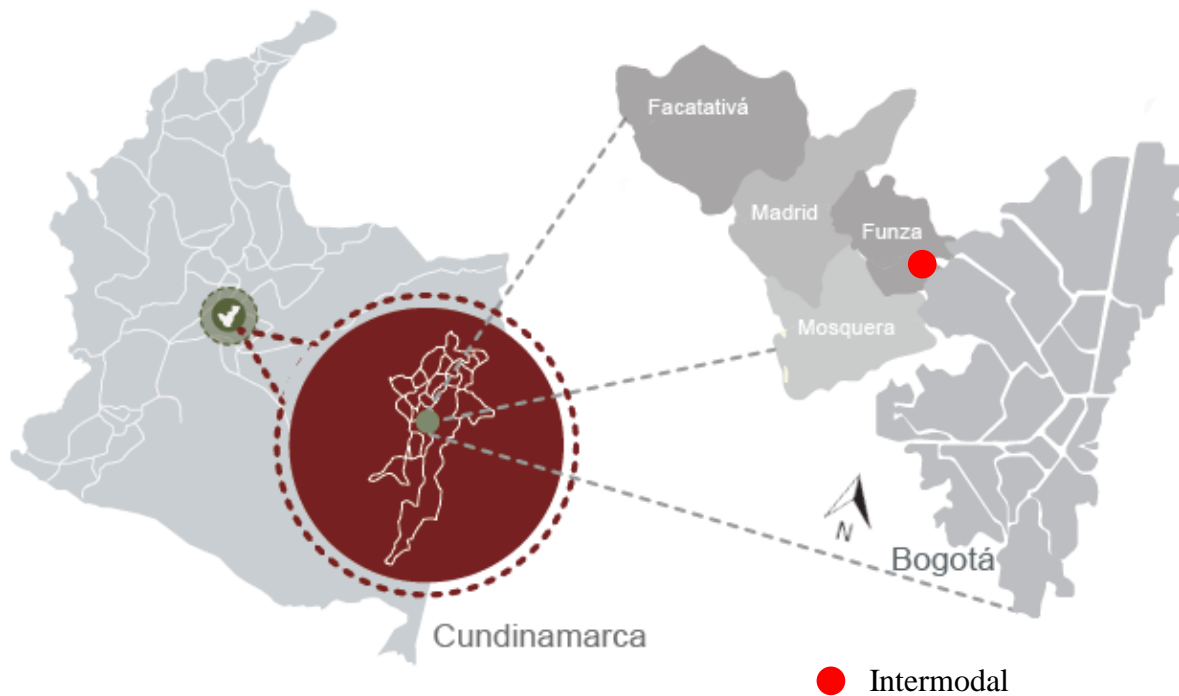 Facatativá
Madrid
Funza
Mosquera
N
Bogotá
Cundinamarca
Intermodal